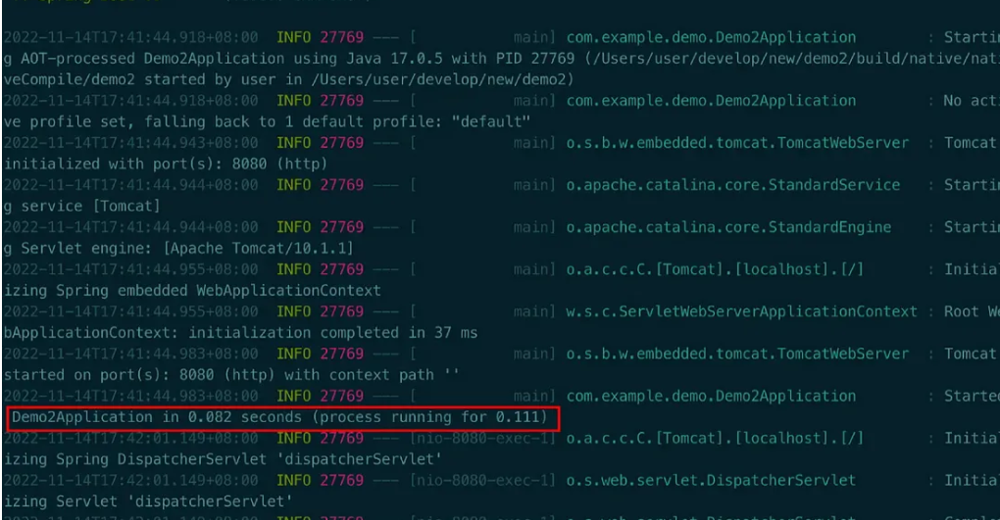 2022-11-14T17:41:44.918+08:00  INFO 27769 --- [           main] com.example.demo.Demo2Application        : Startin
g AOT-processed Demo2Application using Java 17.0.5 with PID 27769 (/Users/user/develop/new/demo2/build/native/nati
veCompile/demo2 started by user in /Users/user/develop/new/demo2)
2022-11-14T17:41:44.918+08:00  INFO 27769 --- [           main] com.example.demo.Demo2Application        : No acti
ve profile set, falling back to 1 default profile: "default"
2022-11-14T17:41:44.943+08:00  INFO 27769 --- [           main] o.s.b.w.embedded.tomcat.TomcatWebServer  : Tomcat
initialized with port(s): 8080 (http)
2022-11-14T17:41:44.944+08:00  INFO 27769 --- [           main] o.apache.catalina.core.StandardService   : Startin
g service [Tomcat]
2022-11-14T17:41:44.944+08:00  INFO 27769 --- [           main] o.apache.catalina.core.StandardEngine    : Startin
g Servlet engine: [Apache Tomcat/10.1.1]
2022-11-14T17:41:44.955+08:00  INFO 27769 --- [           main] o.a.c.c.C.[Tomcat].[localhost].[/]       : Initial
izing Spring embedded WebApplicationContext
2022-11-14T17:41:44.955+08:00  INFO 27769 --- [           main] w.s.c.ServletWebServerApplicationContext : Root We
bApplicationContext: initialization completed in 37 ms
2022-11-14T17:41:44.983+08:00  INFO 27769 --- [           main] o.s.b.w.embedded.tomcat.TomcatWebServer  : Tomcat
started on port(s): 8080 (http) with context path ''
2022-11-14T17:41:44.983+08:00  INFO 27769 --- [           main] com.example.demo.Demo2Application        : Started
Demo2Application in 0.082 seconds (process running for 0.111)
2022-11-14T17:42:01.149+08:00  INFO 27769 --- [nio-8080-exec-1] o.a.c.c.C.[Tomcat].[localhost].[/]       : Initial
izing Spring DispatcherServlet 'dispatcherServlet'
2022-11-14T17:42:01.149+08:00  INFO 27769 --- [nio-8080-exec-1] o.s.web.servlet.DispatcherServlet        : Initial
izing Servlet 'dispatcherServlet'